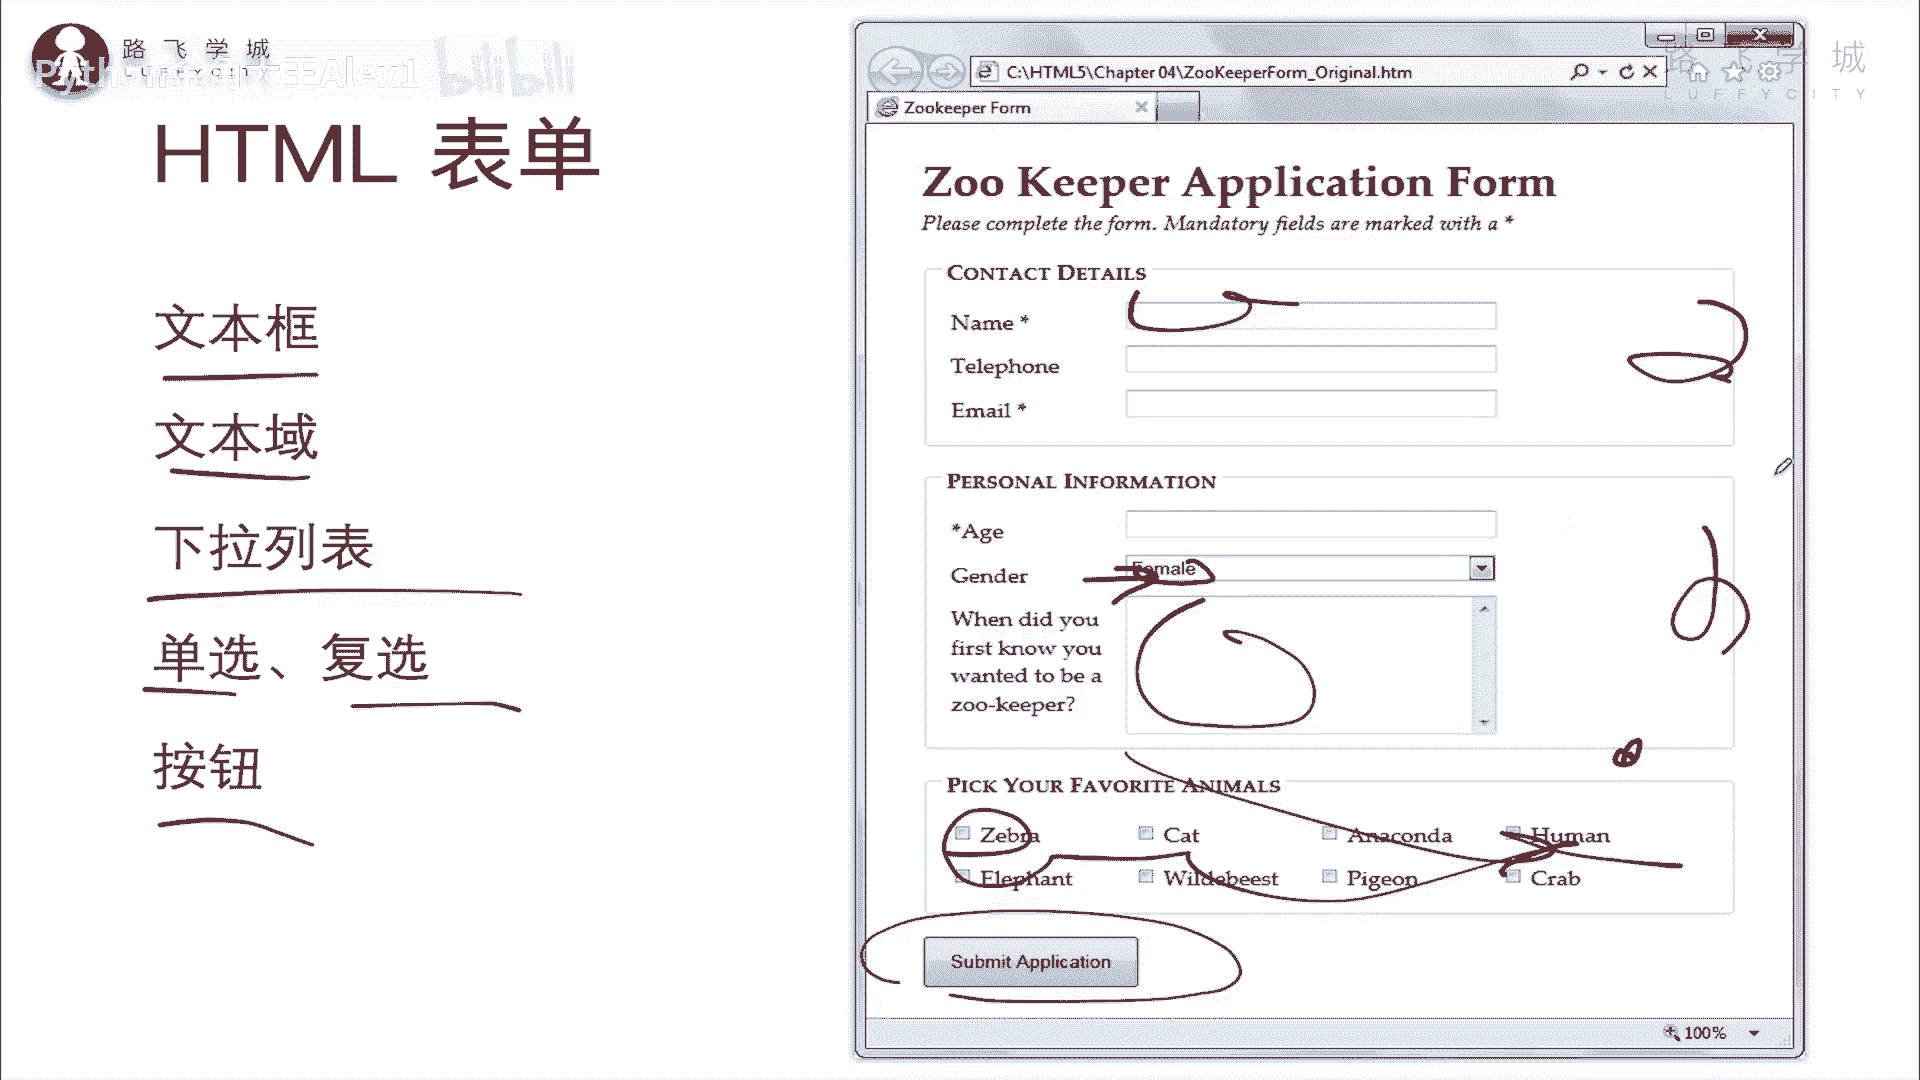 路飞学城
LUFFYCITY
bilibili
HTML 表单
文本框
文本域
下拉列表
单选、复选
按钮
C:\HTML5\Chapter 04\ZooKeeperForm_Original.htm
Zookeeper Form
Zoo Keeper Application Form
Please complete the form. Mandatory fields are marked with a *
CONTACT DETAILS
Name *
Telephone
Email *
PERSONAL INFORMATION
*Age
Gender
Female
When did you
first know you
wanted to be a
zoo-keeper?
PICK YOUR FAVORITE ANIMALS
Zebra Cat Anaconda Human
Elephant Wildebeest Pigeon Crab
Submit Application
100%
路飞学城
LUFFYCITY